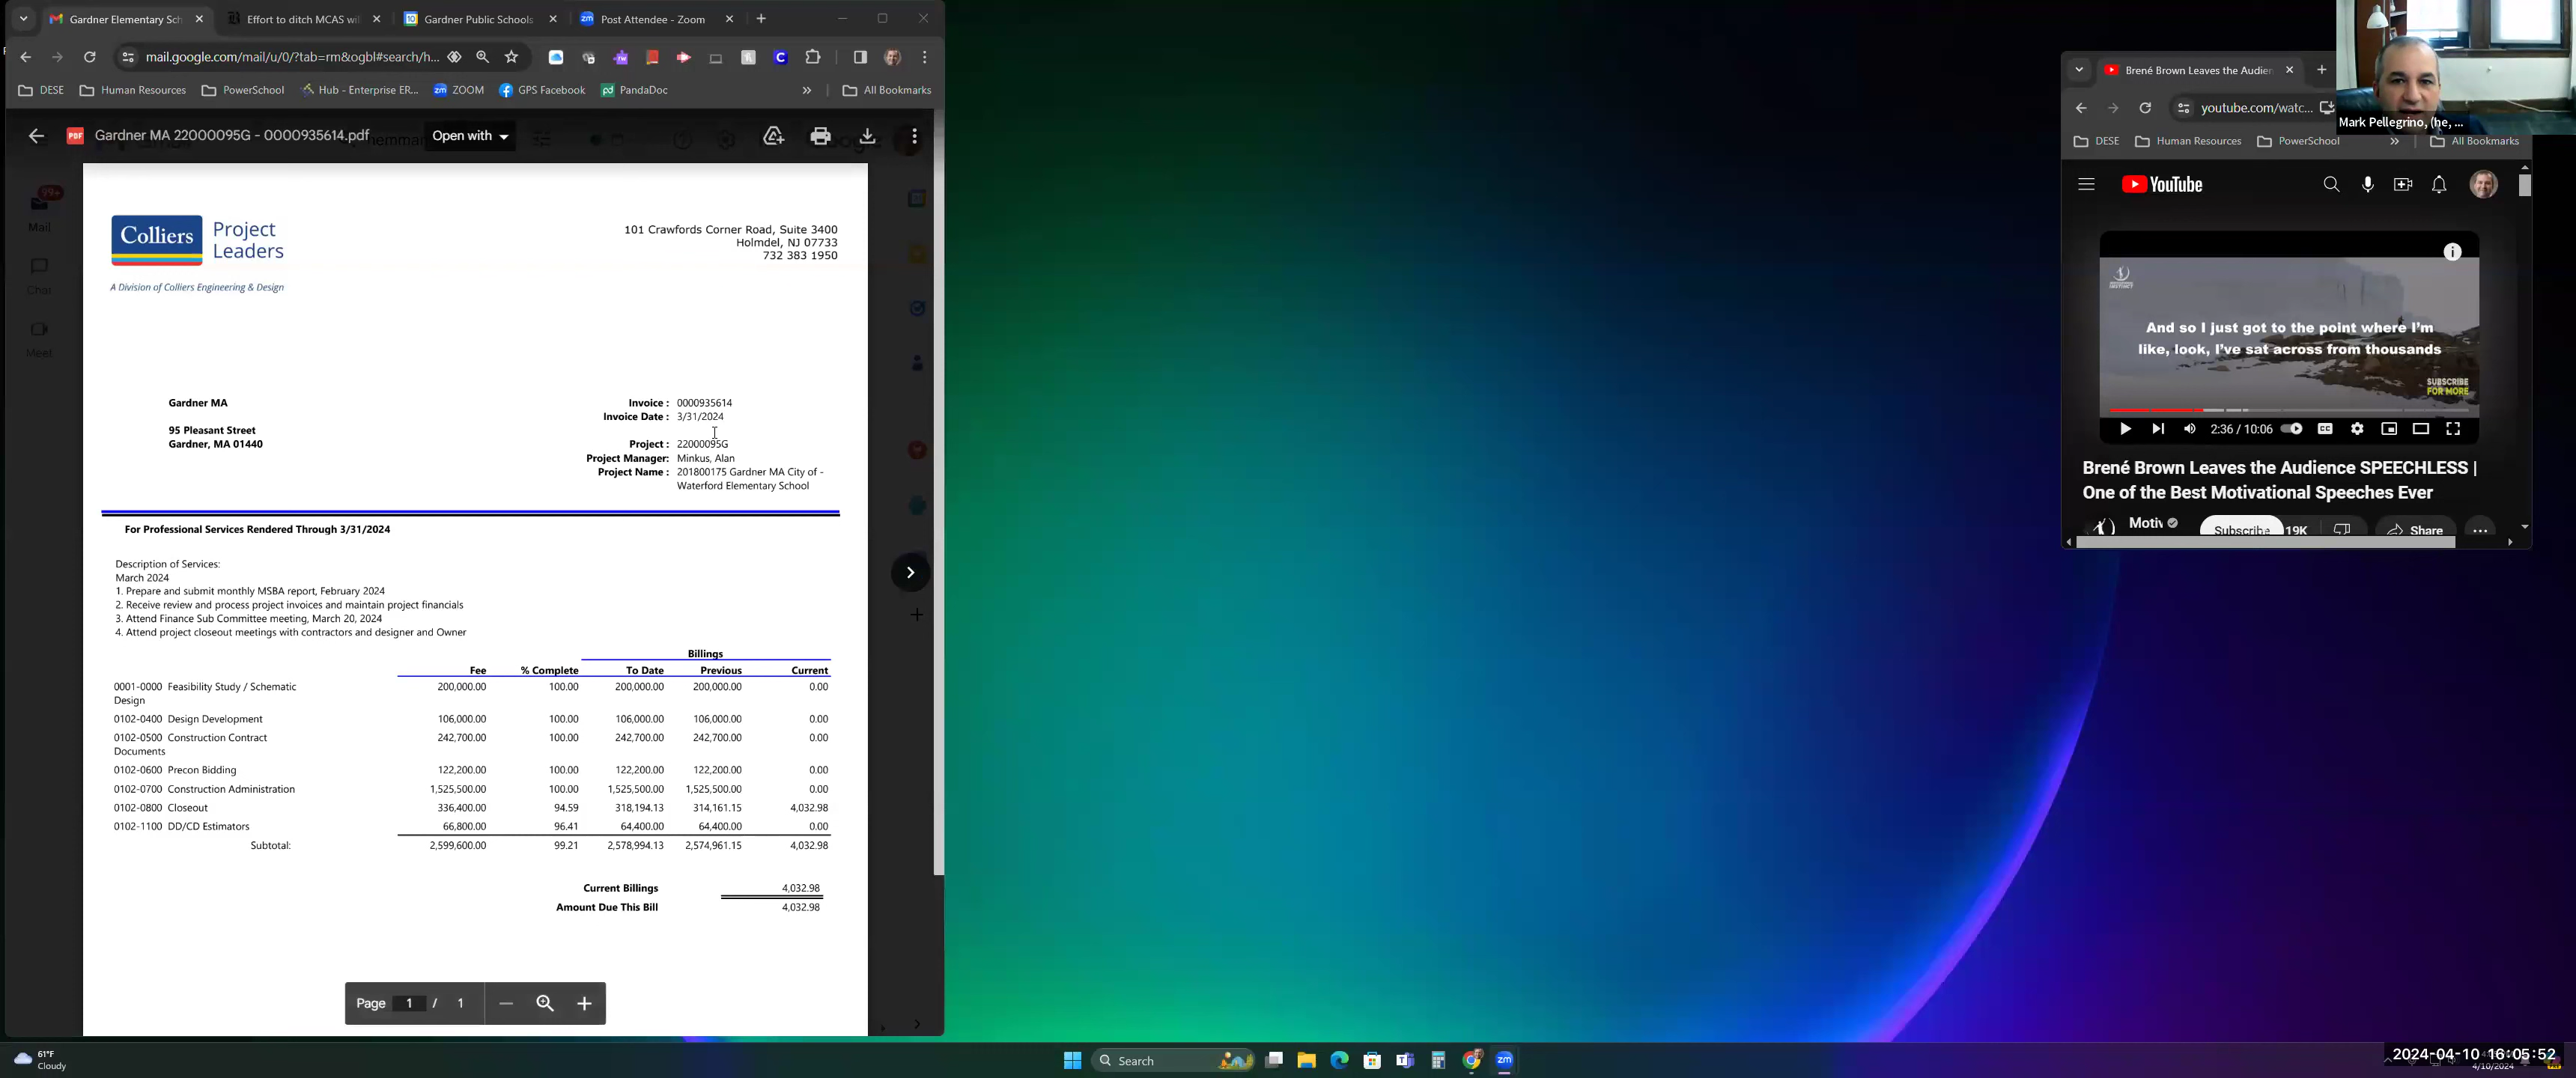 Gardner Elementary Sch
Effort to ditch MCAS wil
Gardner Public Schools
Post Attendee - Zoom
mail.google.com/mail/u/0/?tab=rm&ogbl#search/h...
DESE
Human Resources
PowerSchool
Hub - Enterprise ER...
ZOOM
GPS Facebook
PandaDoc
»
All Bookmarks
PDF
Gardner MA 22000095G - 0000935614.pdf
Open with
99+
Mail
Chat
Meet
Colliers
Project
Leaders
A Division of Colliers Engineering & Design
101 Crawfords Corner Road, Suite 3400
Holmdel, NJ 07733
732 383 1950
Gardner MA
95 Pleasant Street
Gardner, MA 01440
Invoice : 0000935614
Invoice Date : 3/31/2024
Project : 22000095G
Project Manager: Minkus, Alan
Project Name : 201800175 Gardner MA City of -
Waterford Elementary School
For Professional Services Rendered Through 3/31/2024
Description of Services:
March 2024
1. Prepare and submit monthly MSBA report, February 2024
2. Receive review and process project invoices and maintain project financials
3. Attend Finance Sub Committee meeting, March 20, 2024
4. Attend project closeout meetings with contractors and designer and Owner
Billings
Fee % Complete To Date Previous Current
0001-0000 Feasibility Study / Schematic 200,000.00 100.00 200,000.00 200,000.00 0.00
Design
0102-0400 Design Development 106,000.00 100.00 106,000.00 106,000.00 0.00
0102-0500 Construction Contract 242,700.00 100.00 242,700.00 242,700.00 0.00
Documents
0102-0600 Precon Bidding 122,200.00 100.00 122,200.00 122,200.00 0.00
0102-0700 Construction Administration 1,525,500.00 100.00 1,525,500.00 1,525,500.00 0.00
0102-0800 Closeout 336,400.00 94.59 318,194.13 314,161.15 4,032.98
0102-1100 DD/CD Estimators 66,800.00 96.41 64,400.00 64,400.00 0.00
Subtotal: 2,599,600.00 99.21 2,578,994.13 2,574,961.15 4,032.98
Current Billings 4,032.98
Amount Due This Bill 4,032.98
Page 1 / 1
Brené Brown Leaves the Audien
youtube.com/watc...
Mark Pellegrino, (he, ...
DESE
Human Resources
PowerSchool
»
All Bookmarks
YouTube
And so I just got to the point where I'm
like, look, I've sat across from thousands
SUBSCRIBE
FOR MORE
2:36 / 10:06
CC
Brené Brown Leaves the Audience SPEECHLESS |
One of the Best Motivational Speeches Ever
Motiv
Subscribe
19K
Share
61°F
Cloudy
Search
zm
2024-04-10 16:05:52
4/10/2024